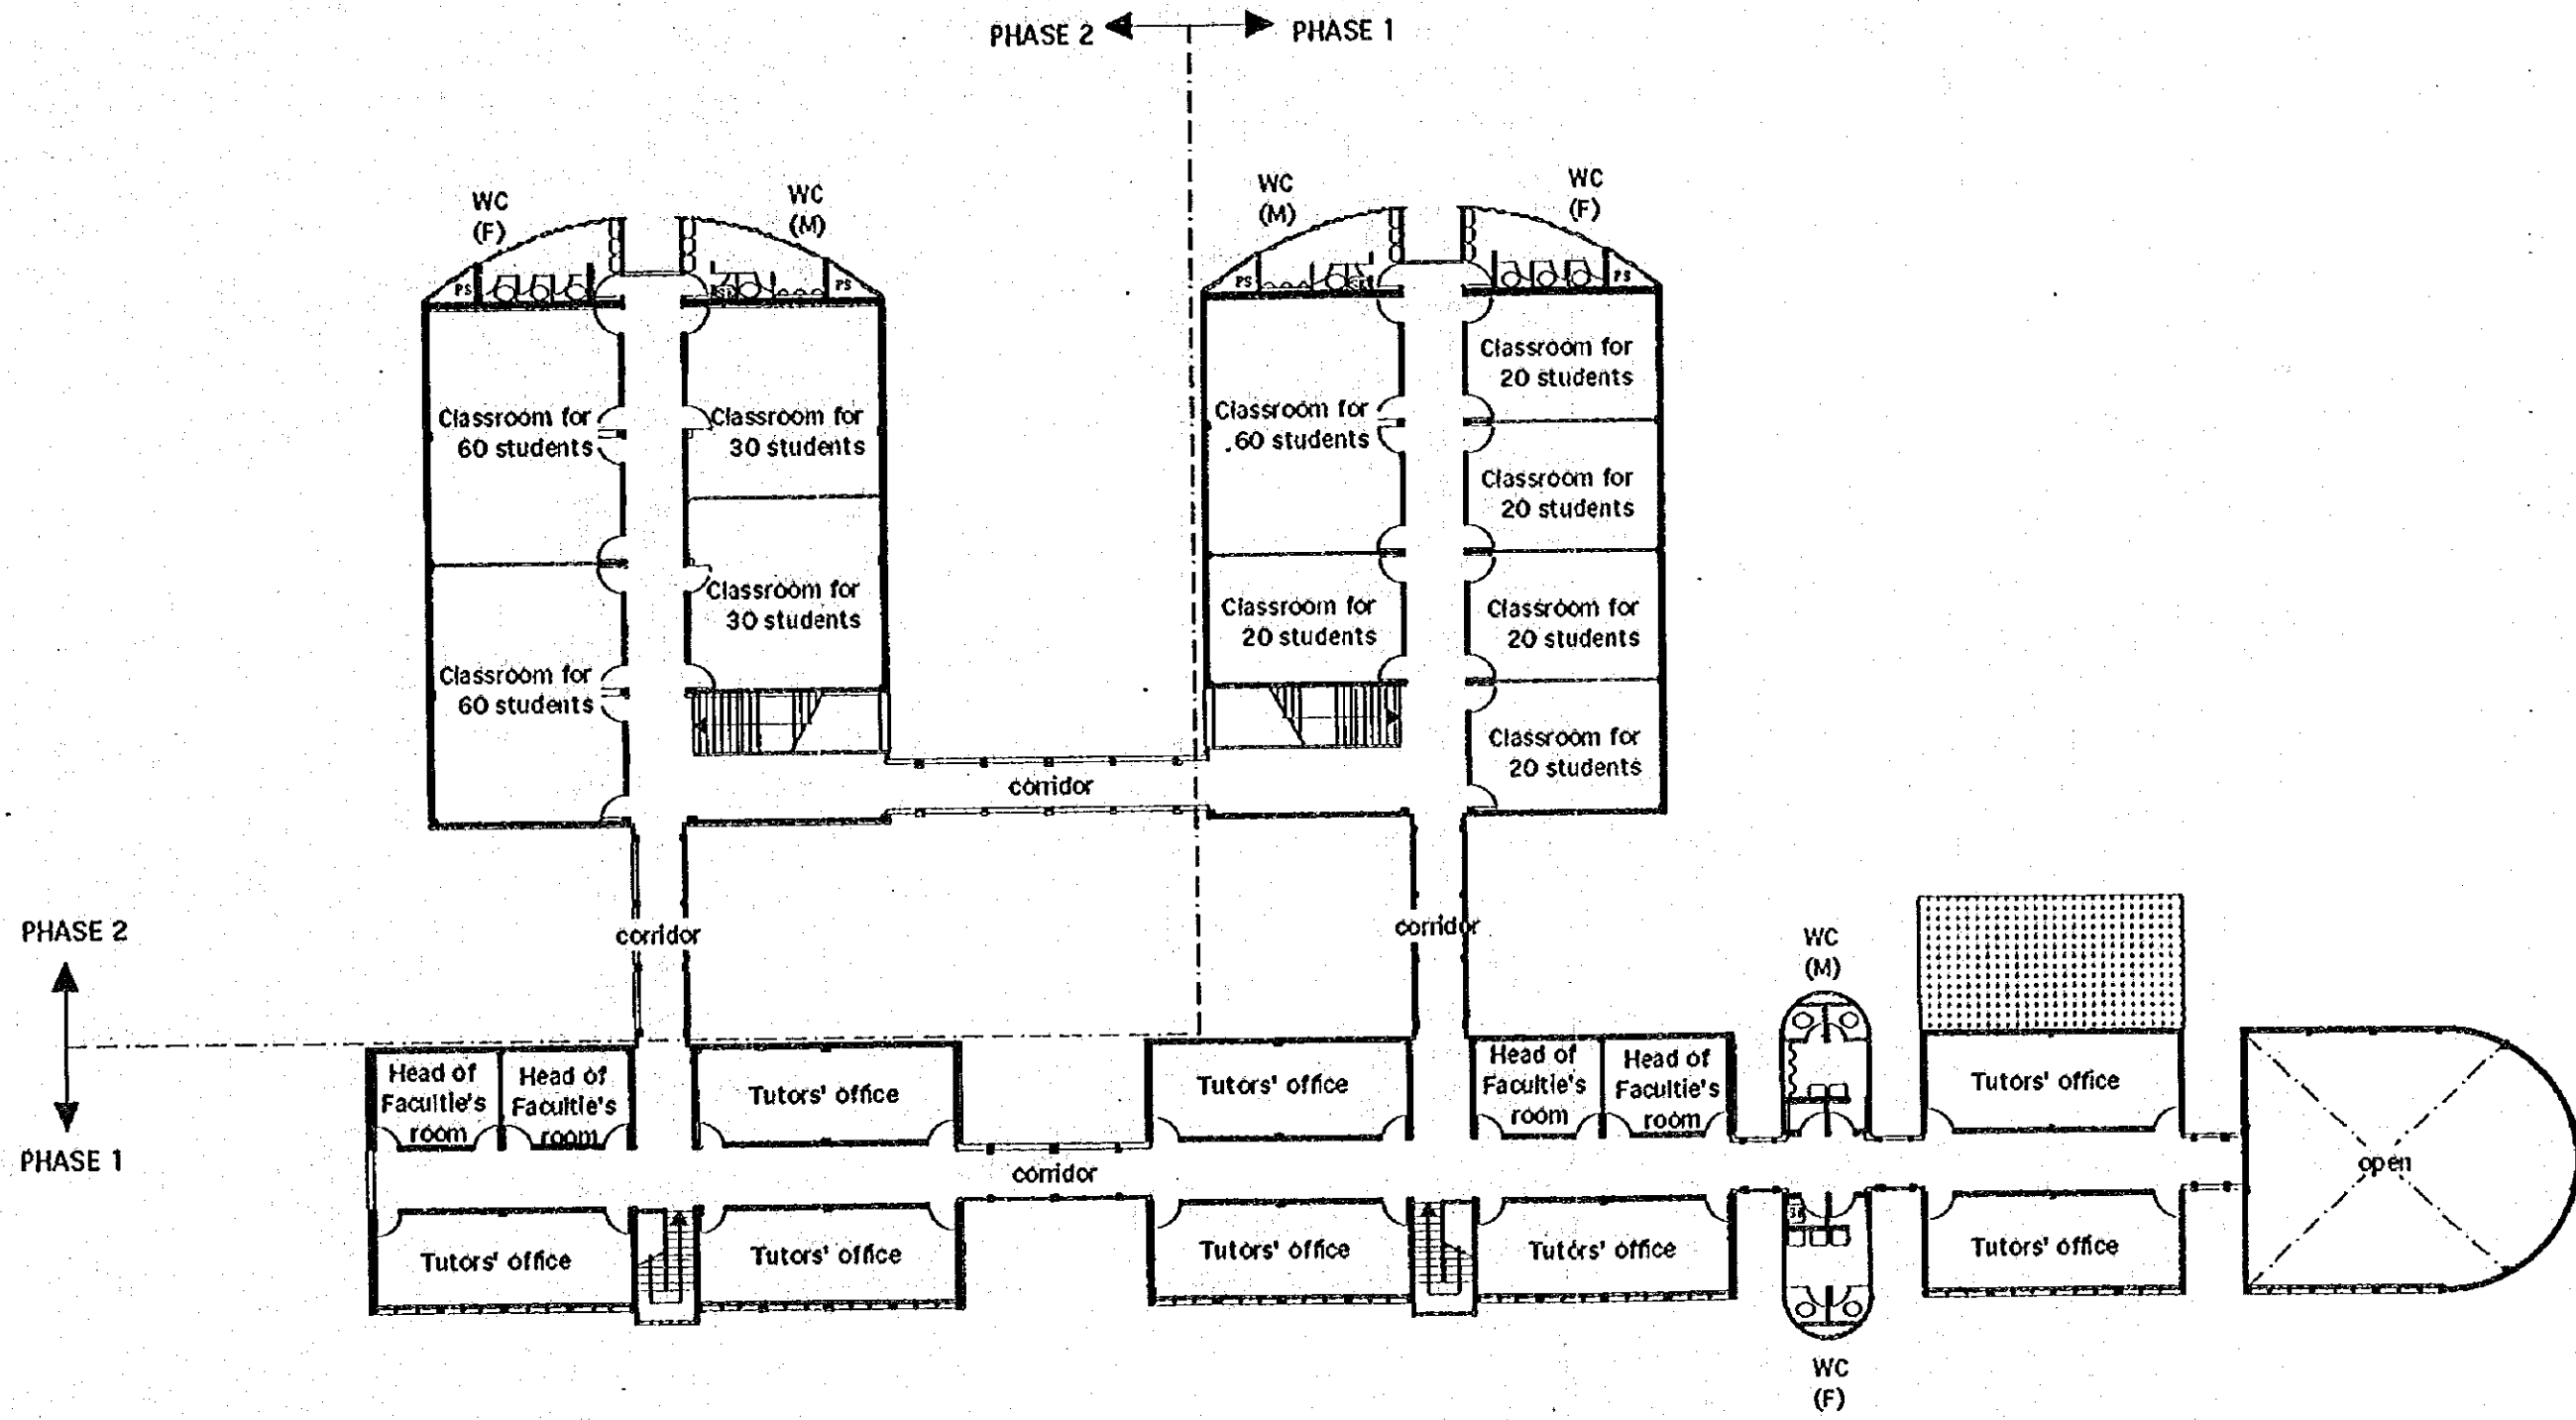 PHASE 2
PHASE 1
WC
(F)
WC
(M)
WC
(M)
WC
(F)
PS
PS
PS
PS
Classroom for
60 students
Classroom for
30 students
Classroom for
60 students
Classroom for
20 students
Classroom for
20 students
Classroom for
30 students
Classroom for
20 students
Classroom for
20 students
Classroom for
60 students
Classroom for
20 students
corridor
corridor
corridor
PHASE 2
PHASE 1
WC
(M)
Head of
Facultie's
room
Head of
Facultie's
room
Tutors' office
Tutors' office
Head of
Facultie's
room
Head of
Facultie's
room
Tutors' office
corridor
open
Tutors' office
Tutors' office
Tutors' office
Tutors' office
Tutors' office
WC
(F)